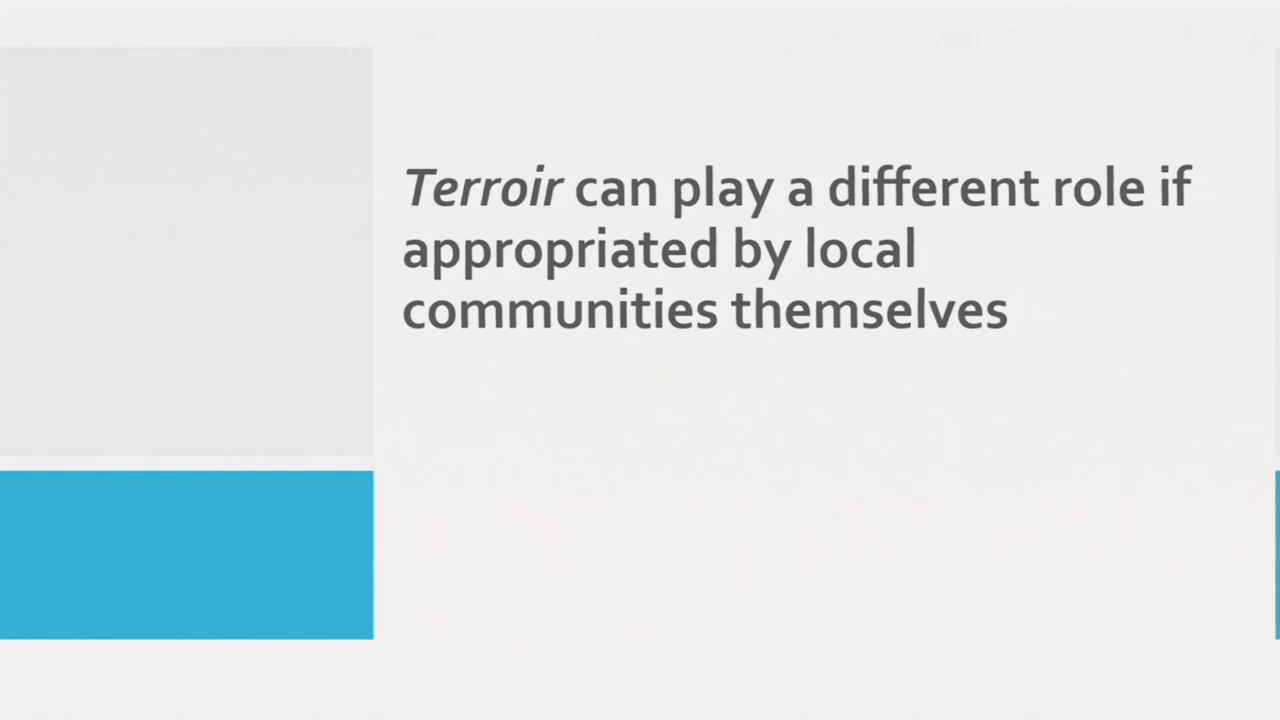 Terroir can play a different role if
appropriated by local
communities themselves